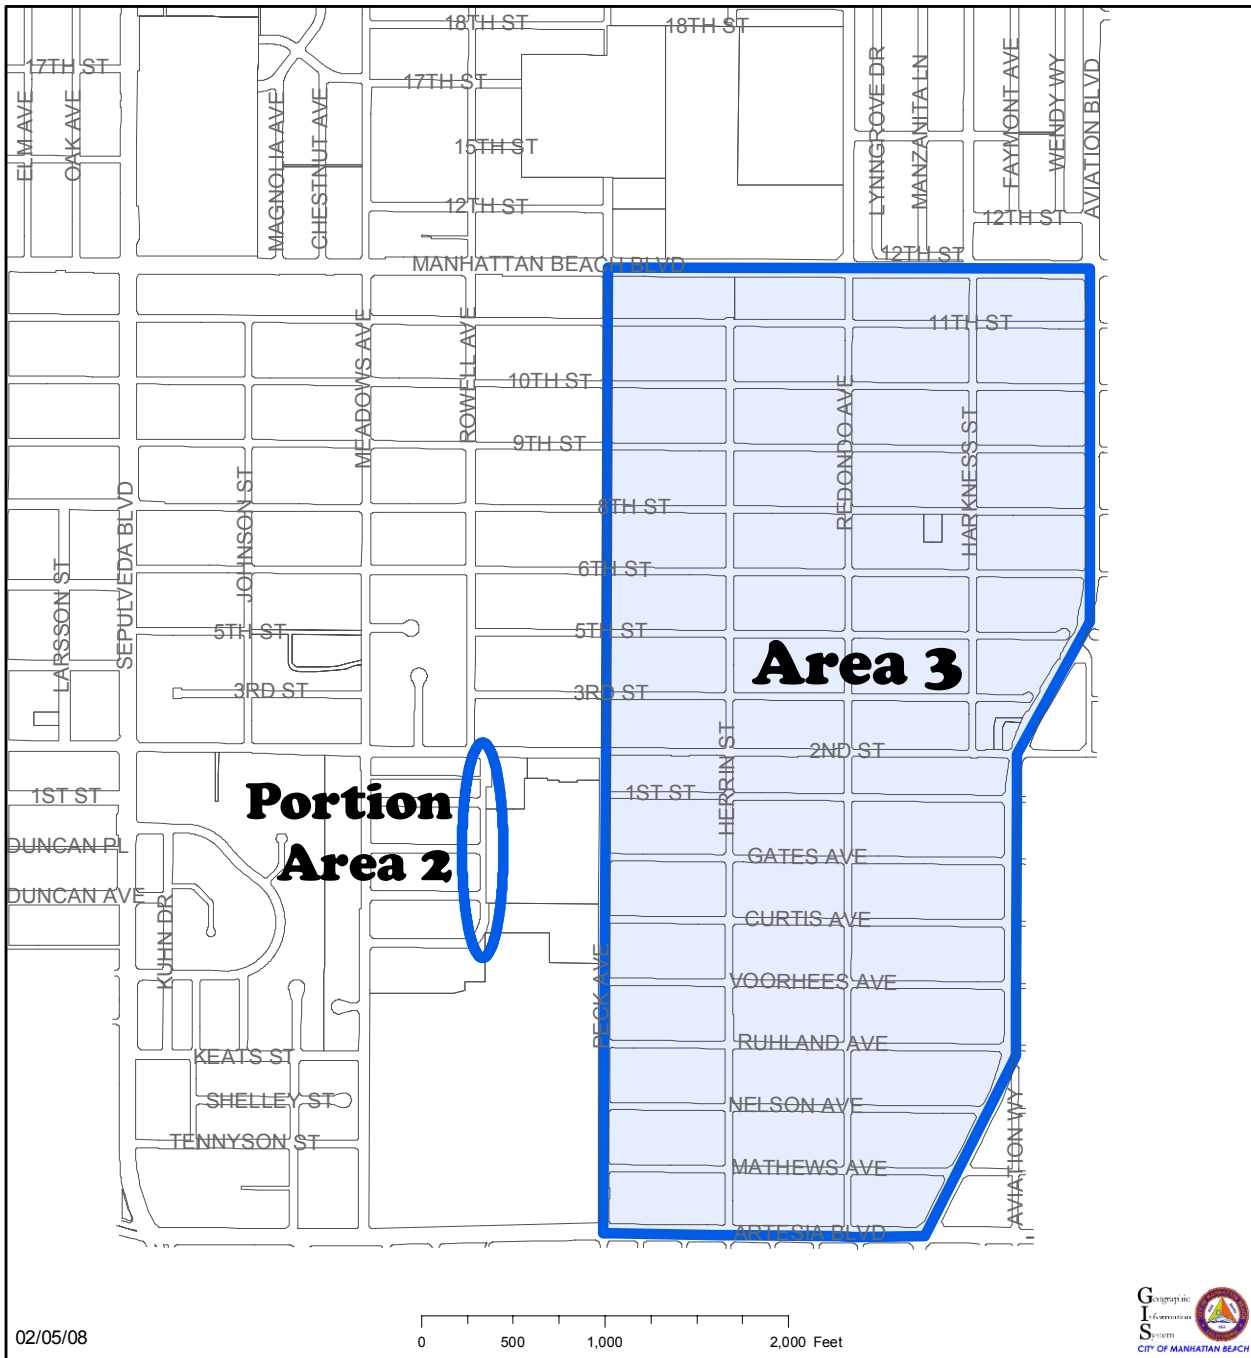 18TH ST
18TH ST
17TH ST
17TH ST
ELM AVE
OAK AVE
MAGNOLIA AVE
CHESTNUT AVE
LYNNGROVE DR
MANZANITA LN
FAYMONT AVE
WENDY WY
AVIATION BLVD
15TH ST
12TH ST
12TH ST
12TH ST
MANHATTAN BEACH BLVD
11TH ST
MEADOWS AVE
ROWELL AVE
10TH ST
REDONDO AVE
HARKNESS ST
9TH ST
8TH ST
SEPULVEDA BLVD
JOHNSON ST
LARSSON ST
6TH ST
5TH ST
5TH ST
Area 3
3RD ST
3RD ST
HERRIN ST
2ND ST
1ST ST
1ST ST
Portion
Area 2
DUNCAN PL
GATES AVE
DUNCAN AVE
KUHN DR
CURTIS AVE
PECK AVE
VOORHEES AVE
RUHLAND AVE
KEATS ST
SHELLEY ST
NELSON AVE
AVIATION WY
TENNYSON ST
MATHEWS AVE
ARTESIA BLVD
02/05/08
0 500 1,000 2,000 Feet
Geographic
Information
System
CITY OF MANHATTAN BEACH